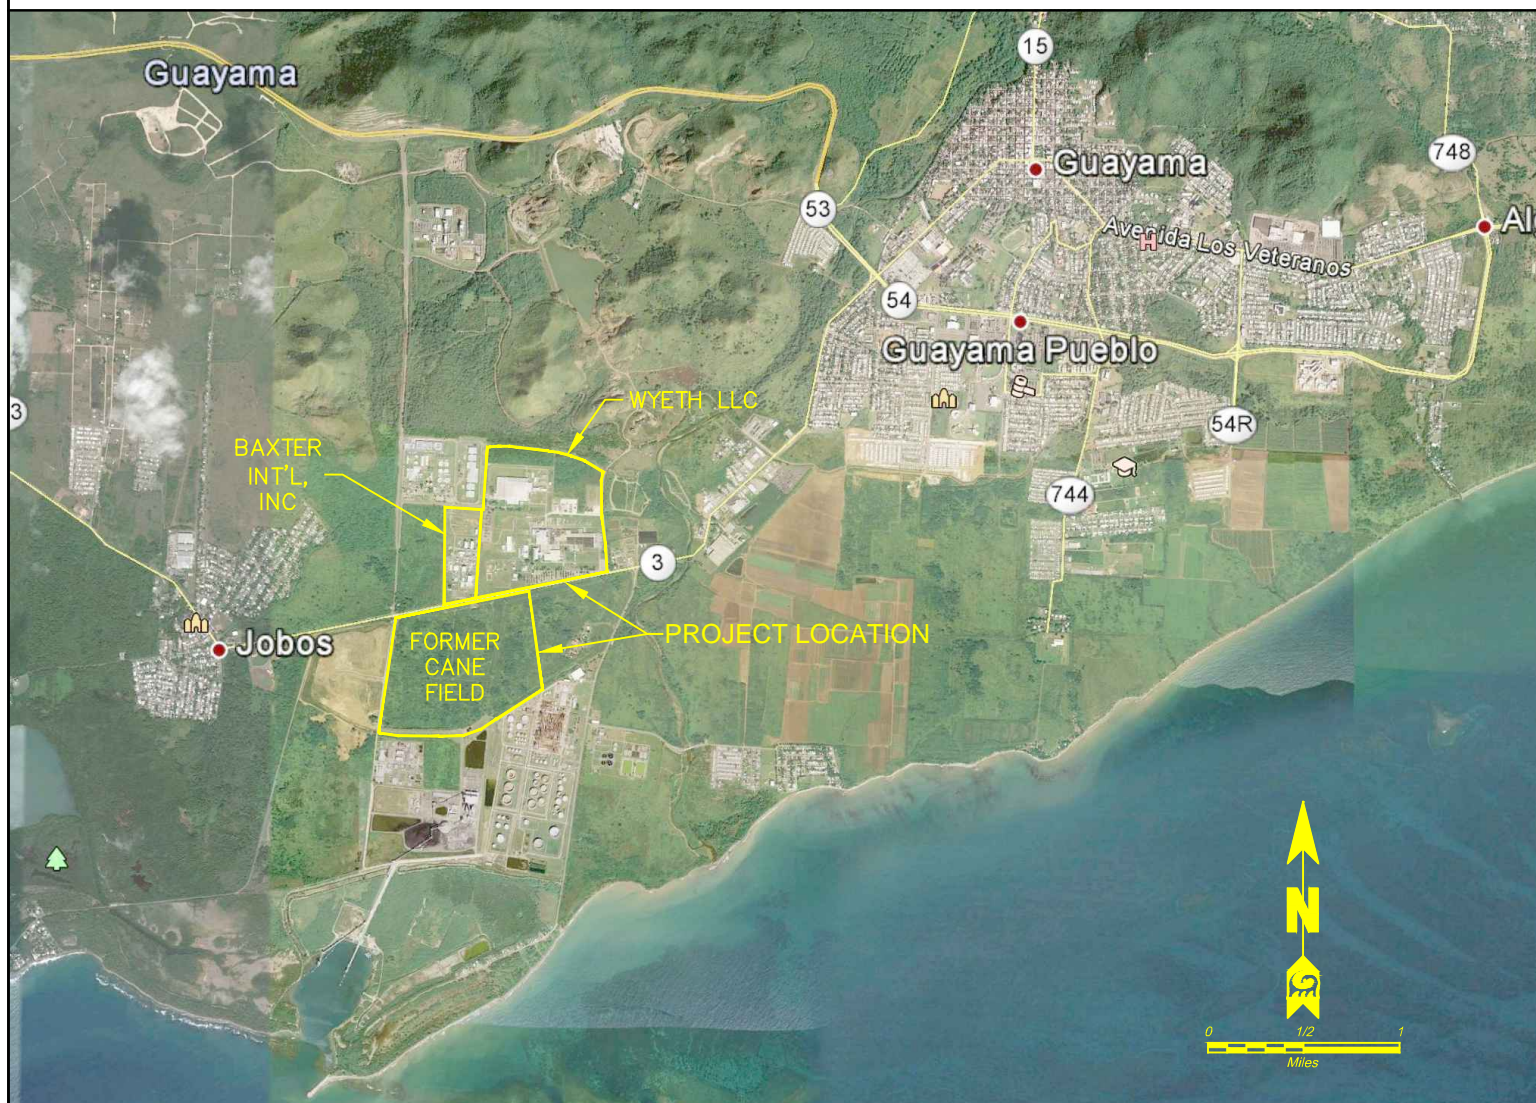 15
Guayama
748
Guayama
53
Al
Avenida Los Veteranos
H
54
Guayama Pueblo
WYETH LLC
3
54R
BAXTER
INT'L,
INC
744
3
PROJECT LOCATION
Jobos
FORMER
CANE
FIELD
N
0 1/2 1
Miles